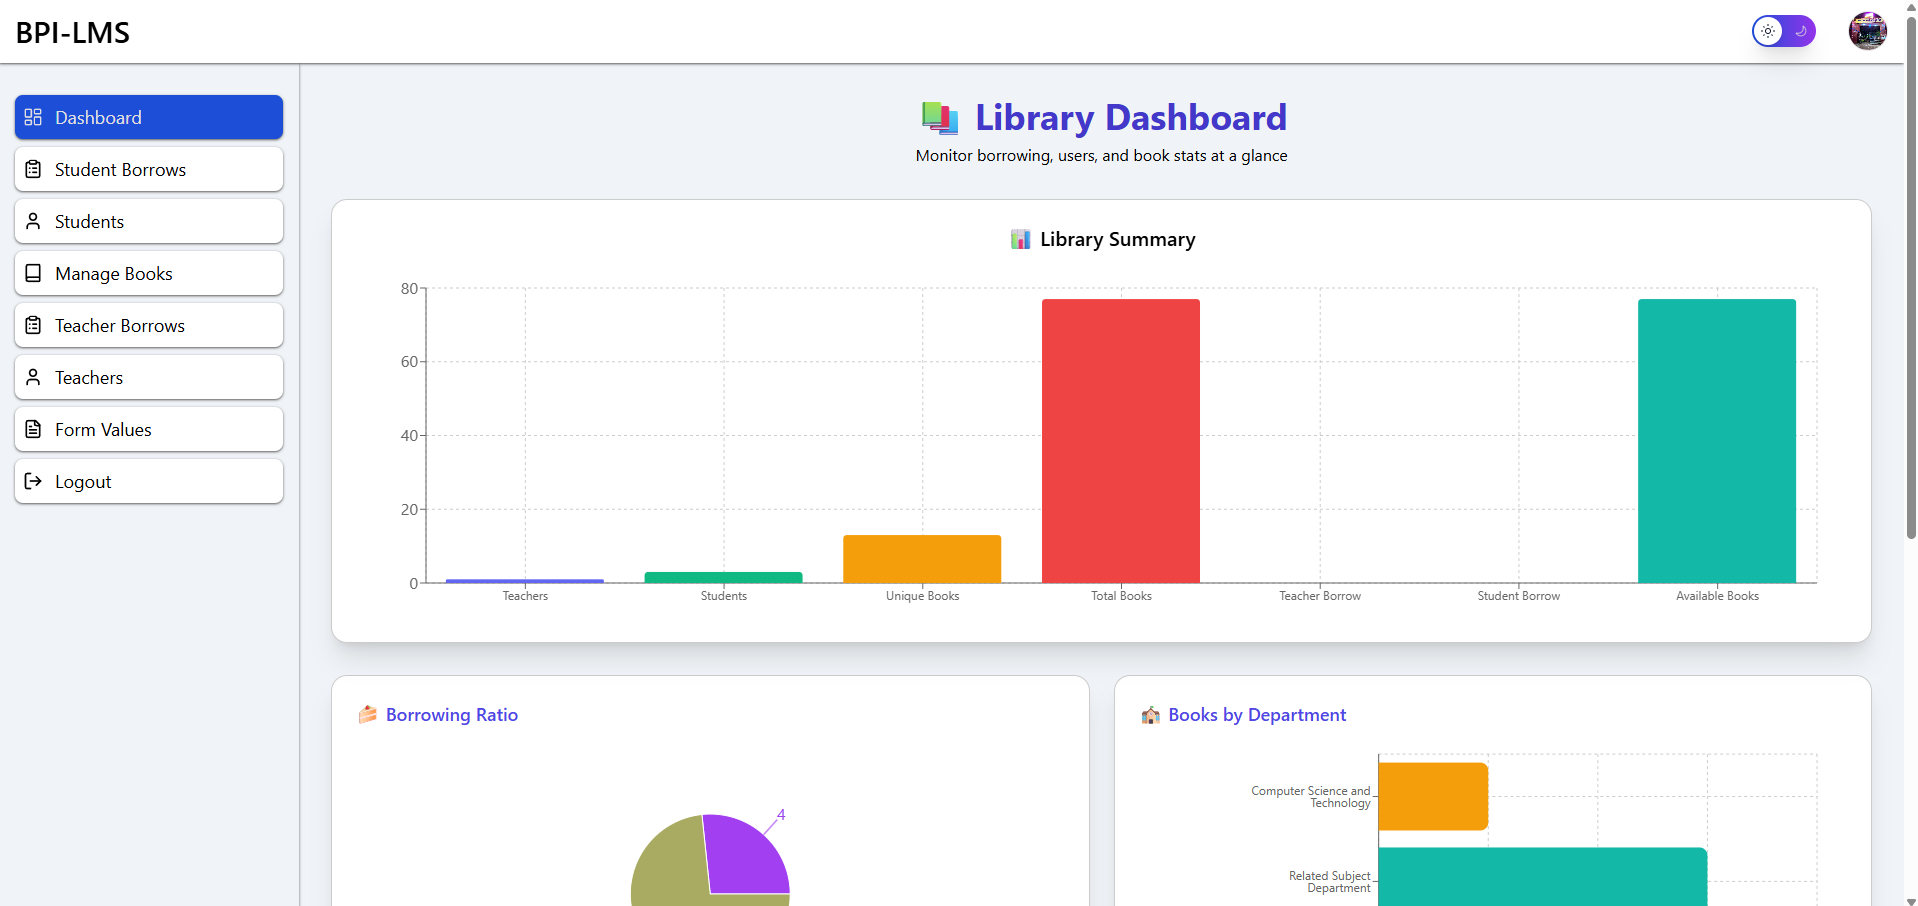 BPI-LMS
Dashboard
Student Borrows
Students
Manage Books
Teacher Borrows
Teachers
Form Values
Logout
Library Dashboard
Monitor borrowing, users, and book stats at a glance
Library Summary
80
60
40
20
0
Teachers
Students
Unique Books
Total Books
Teacher Borrow
Student Borrow
Available Books
Borrowing Ratio
4
Books by Department
Computer Science and
Technology
Related Subject
Department